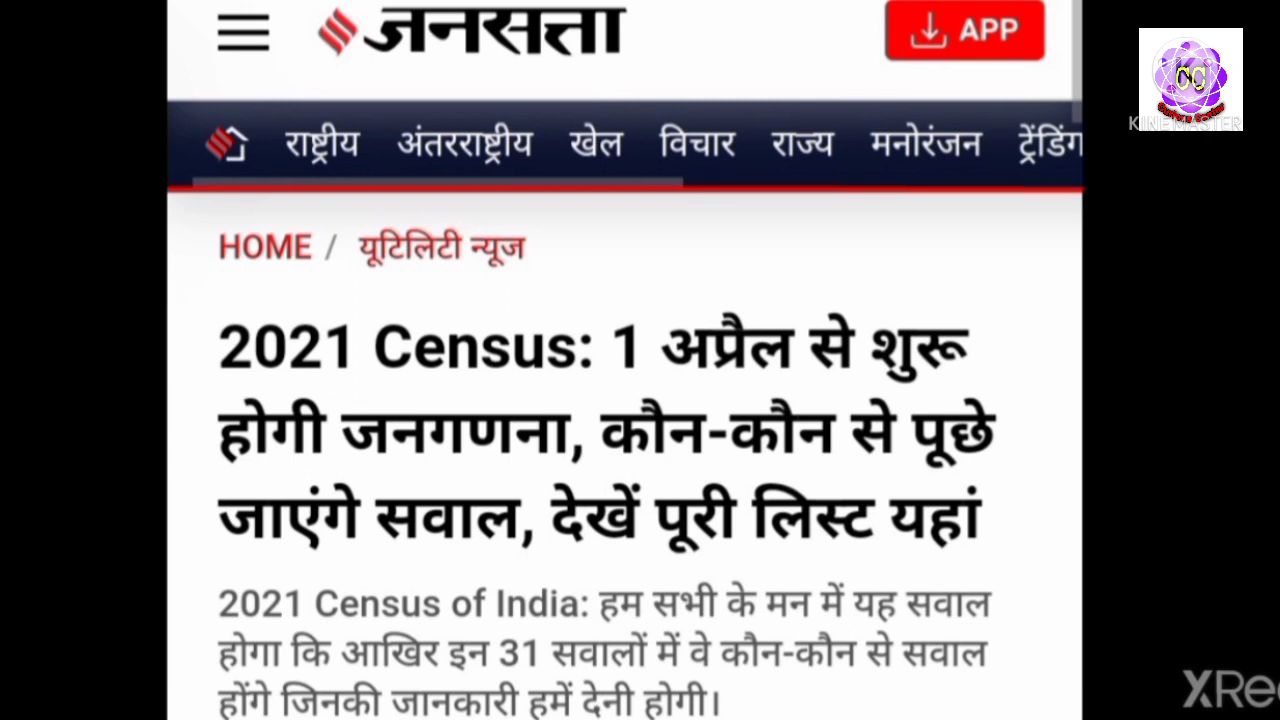 जनसत्ता
APP
KINEMASTER
राष्ट्रीय अंतरराष्ट्रीय खेल विचार राज्य मनोरंजन ट्रेंडिंग
HOME / यूटिलिटी न्यूज
2021 Census: 1 अप्रैल से शुरू
होगी जनगणना, कौन-कौन से पूछे
जाएंगे सवाल, देखें पूरी लिस्ट यहां
2021 Census of India: हम सभी के मन में यह सवाल
होगा कि आखिर इन 31 सवालों में वे कौन-कौन से सवाल
होंगे जिनकी जानकारी हमें देनी होगी।